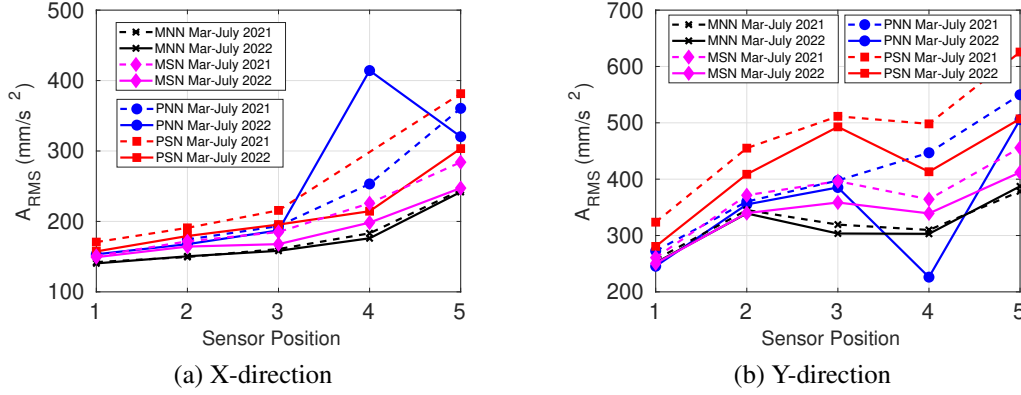 500
400
300
200
100
A_RMS (mm/s²)
MNN Mar-July 2021
MNN Mar-July 2022
MSN Mar-July 2021
MSN Mar-July 2022
PNN Mar-July 2021
PNN Mar-July 2022
PSN Mar-July 2021
PSN Mar-July 2022
1 2 3 4 5
Sensor Position
(a) X-direction
700
600
500
400
300
200
A_RMS (mm/s²)
MNN Mar-July 2021
MNN Mar-July 2022
MSN Mar-July 2021
MSN Mar-July 2022
PNN Mar-July 2021
PNN Mar-July 2022
PSN Mar-July 2021
PSN Mar-July 2022
1 2 3 4 5
Sensor Position
(b) Y-direction